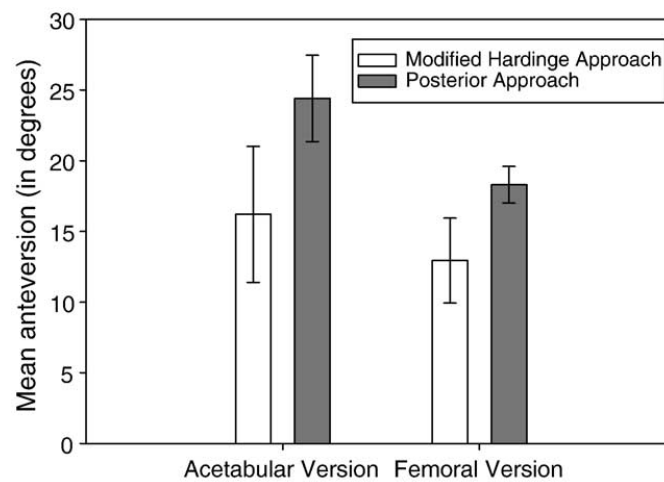 Mean anteversion (in degrees)
30
25
20
15
10
5
0
Modified Hardinge Approach
Posterior Approach
Acetabular Version
Femoral Version